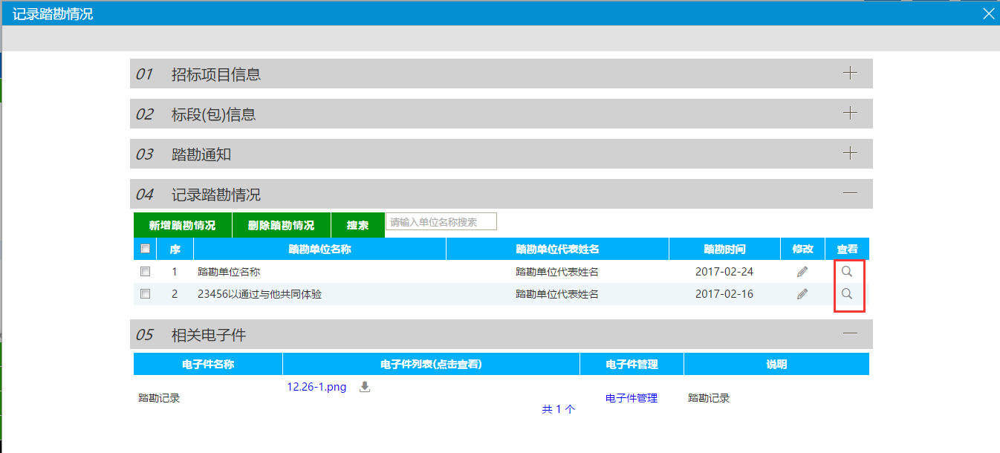 记录踏勘情况
01 招标项目信息
02 标段(包)信息
03 踏勘通知
04 记录踏勘情况
新增踏勘情况 删除踏勘情况 搜索 请输入单位名称搜索
序 踏勘单位名称 踏勘单位代表姓名 踏勘时间 修改 查看
1 踏勘单位名称 踏勘单位代表姓名 2017-02-24
2 23456以通过与他共同体验 踏勘单位代表姓名 2017-02-16
05 相关电子件
电子件名称 电子件列表(点击查看) 电子件管理 说明
12.26-1.png
踏勘记录 电子件管理 踏勘记录
共 1 个